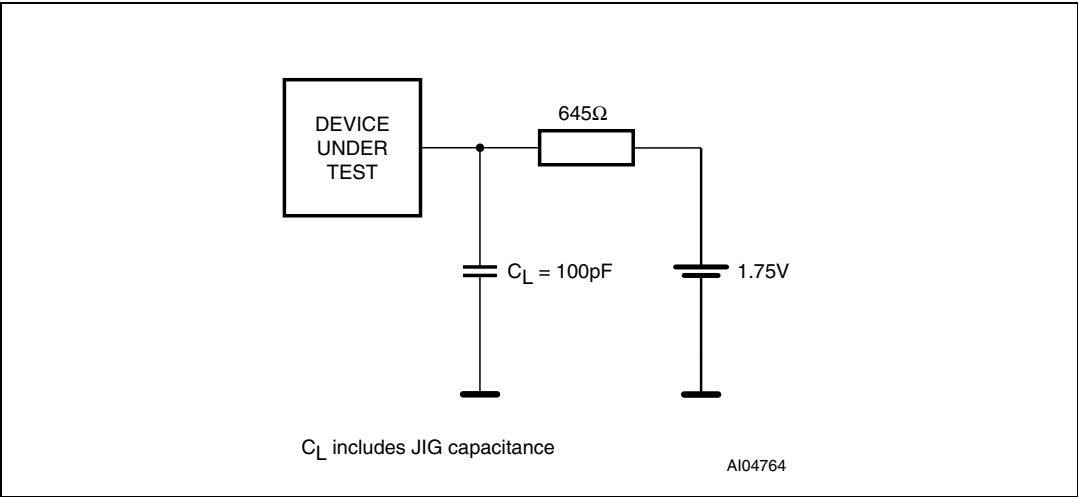 DEVICE
UNDER
TEST
645Ω
CL = 100pF
1.75V
CL includes JIG capacitance
AI04764